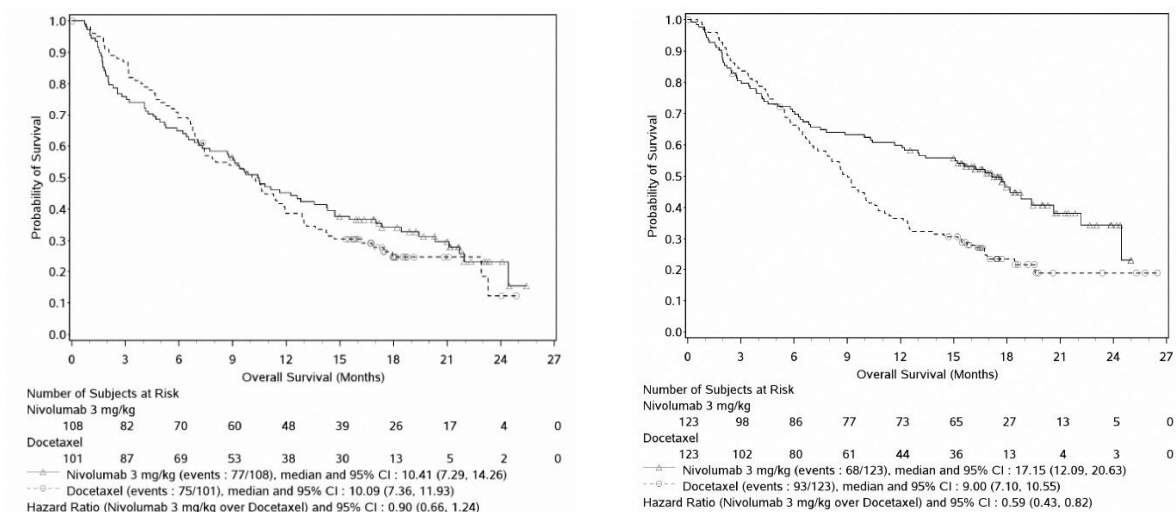 1.0
0.9
0.8
0.7
0.6
0.5
0.4
0.3
0.2
0.1
0.0
Probability of Survival
0 3 6 9 12 15 18 21 24 27
Overall Survival (Months)
Number of Subjects at Risk
Nivolumab 3 mg/kg
108 82 70 60 48 39 26 17 4 0
Docetaxel
101 87 69 53 38 30 13 5 2 0
Nivolumab 3 mg/kg (events : 77/108), median and 95% CI : 10.41 (7.29, 14.26)
Docetaxel (events : 75/101), median and 95% CI : 10.09 (7.36, 11.93)
Hazard Ratio (Nivolumab 3 mg/kg over Docetaxel) and 95% CI : 0.90 (0.66, 1.24)
1.0
0.9
0.8
0.7
0.6
0.5
0.4
0.3
0.2
0.1
0.0
Probability of Survival
0 3 6 9 12 15 18 21 24 27
Overall Survival (Months)
Number of Subjects at Risk
Nivolumab 3 mg/kg
123 98 86 77 73 65 27 13 5 0
Docetaxel
123 102 80 61 44 36 13 4 3 0
Nivolumab 3 mg/kg (events : 68/123), median and 95% CI : 17.15 (12.09, 20.63)
Docetaxel (events : 93/123), median and 95% CI : 9.00 (7.10, 10.55)
Hazard Ratio (Nivolumab 3 mg/kg over Docetaxel) and 95% CI : 0.59 (0.43, 0.82)